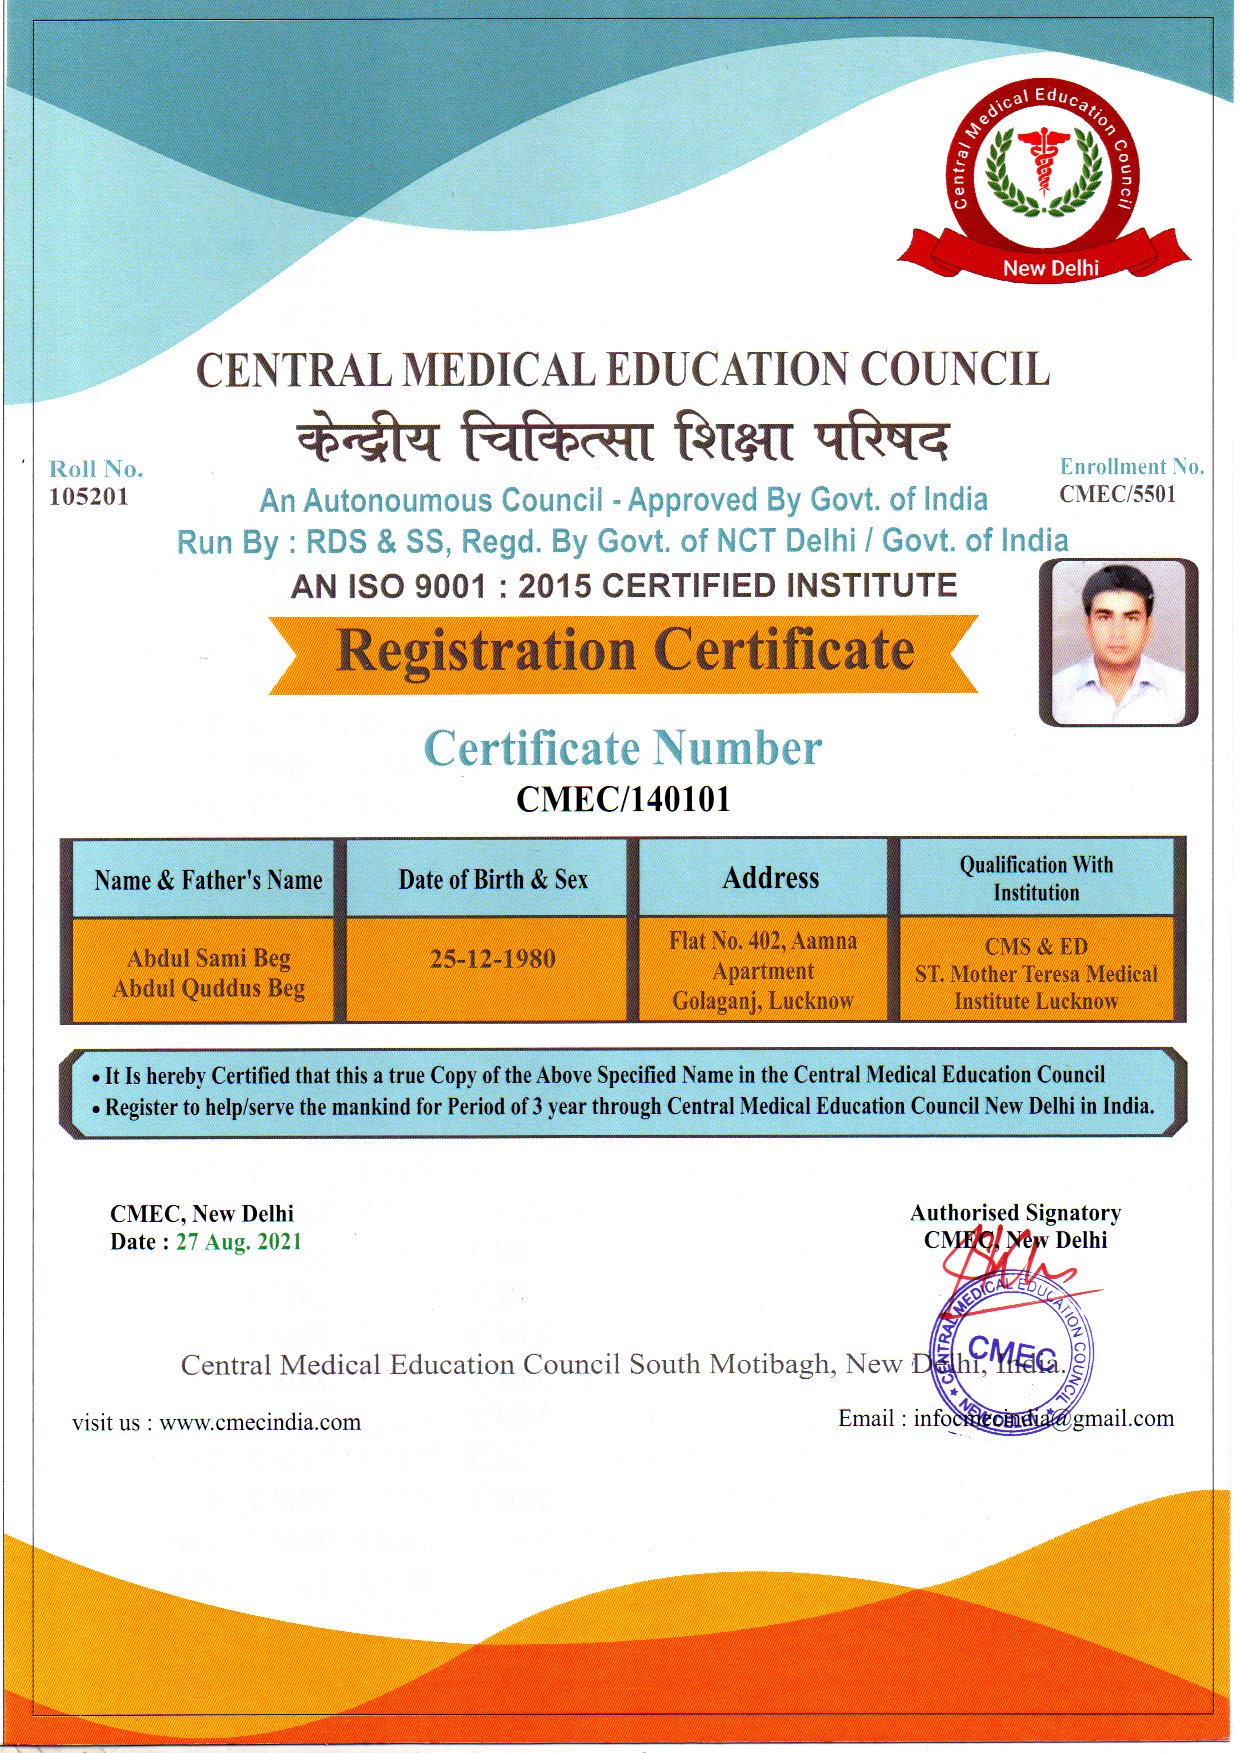 Central Medical Education Council
New Delhi
CENTRAL MEDICAL EDUCATION COUNCIL
केन्द्रीय चिकित्सा शिक्षा परिषद
Roll No.
105201
Enrollment No.
CMEC/5501
An Autonoumous Council - Approved By Govt. of India
Run By : RDS & SS, Regd. By Govt. of NCT Delhi / Govt. of India
AN ISO 9001 : 2015 CERTIFIED INSTITUTE
Registration Certificate
Certificate Number
CMEC/140101
Name & Father's Name
Date of Birth & Sex
Address
Qualification With
Institution
Abdul Sami Beg
Abdul Quddus Beg
25-12-1980
Flat No. 402, Aamna
Apartment
Golaganj, Lucknow
CMS & ED
ST. Mother Teresa Medical
Institute Lucknow
• It Is hereby Certified that this a true Copy of the Above Specified Name in the Central Medical Education Council
• Register to help/serve the mankind for Period of 3 year through Central Medical Education Council New Delhi in India.
CMEC, New Delhi
Date : 27 Aug. 2021
Authorised Signatory
CMEC, New Delhi
CENTRAL MEDICAL EDUCATION COUNCIL
CMEC
NEW DELHI
Central Medical Education Council South Motibagh, New Delhi, India.
visit us : www.cmecindia.com
Email : infocmecindia@gmail.com